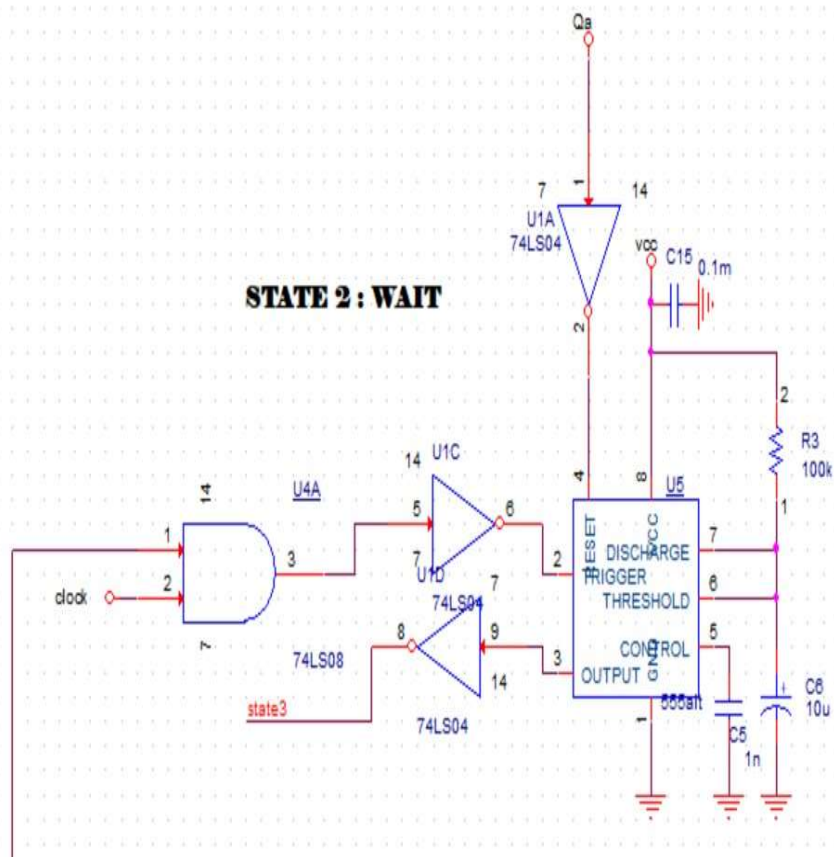 Qa
1
7
14
U1A
74LS04
2
vcc
C15
0.1m
STATE 2 : WAIT
2
R3
100k
1
14
U4A
1
2
3
clock
7
74LS08
14
U1C
5
6
7
U1D
74LS04
7
8
9
14
74LS04
state3
4
8
U5
RESET
VCC
DISCHARGE
7
2
TRIGGER
THRESHOLD
6
CONTROL
5
3
OUTPUT
GND
555alt
1
C5
1n
+
C6
10u